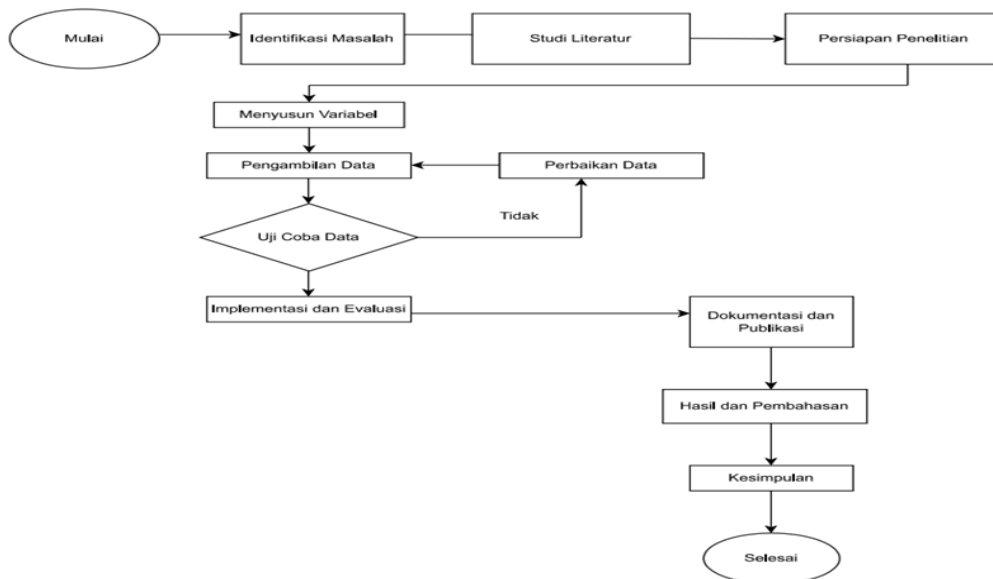 Mulai
Identifikasi Masalah
Studi Literatur
Persiapan Penelitian
Menyusun Variabel
Pengambilan Data
Perbaikan Data
Tidak
Uji Coba Data
Implementasi dan Evaluasi
Dokumentasi dan
Publikasi
Hasil dan Pembahasan
Kesimpulan
Selesai